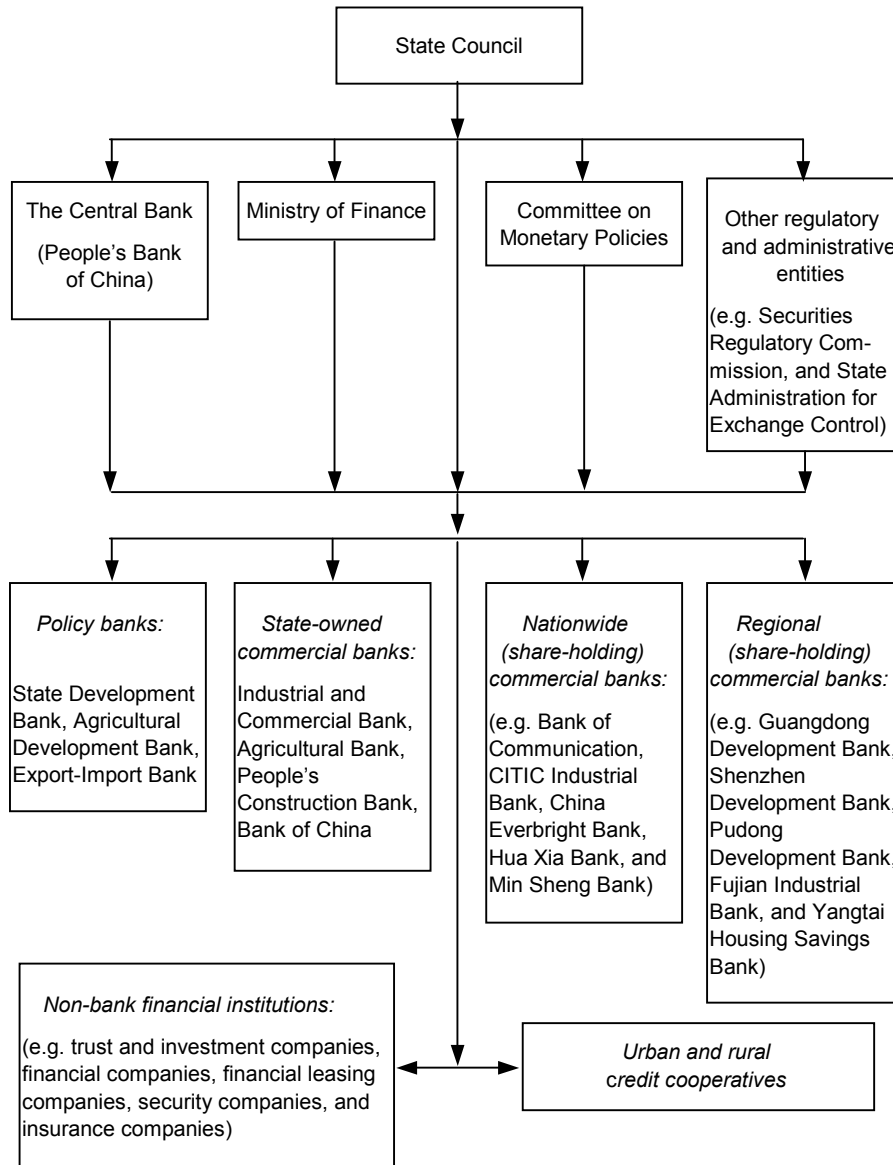 State Council
The Central Bank
(People's Bank
of China)
Ministry of Finance
Committee on
Monetary Policies
Other regulatory
and administrative
entities
(e.g. Securities
Regulatory Com-
mission, and State
Administration for
Exchange Control)
Policy banks:
State Development
Bank, Agricultural
Development Bank,
Export-Import Bank
State-owned
commercial banks:
Industrial and
Commercial Bank,
Agricultural Bank,
People's
Construction Bank,
Bank of China
Nationwide
(share-holding)
commercial banks:
(e.g. Bank of
Communication,
CITIC Industrial
Bank, China
Everbright Bank,
Hua Xia Bank, and
Min Sheng Bank)
Regional
(share-holding)
commercial banks:
(e.g. Guangdong
Development Bank,
Shenzhen
Development Bank,
Pudong
Development Bank,
Fujian Industrial
Bank, and Yangtai
Housing Savings
Bank)
Non-bank financial institutions:
(e.g. trust and investment companies,
financial companies, financial leasing
companies, security companies, and
insurance companies)
Urban and rural
credit cooperatives